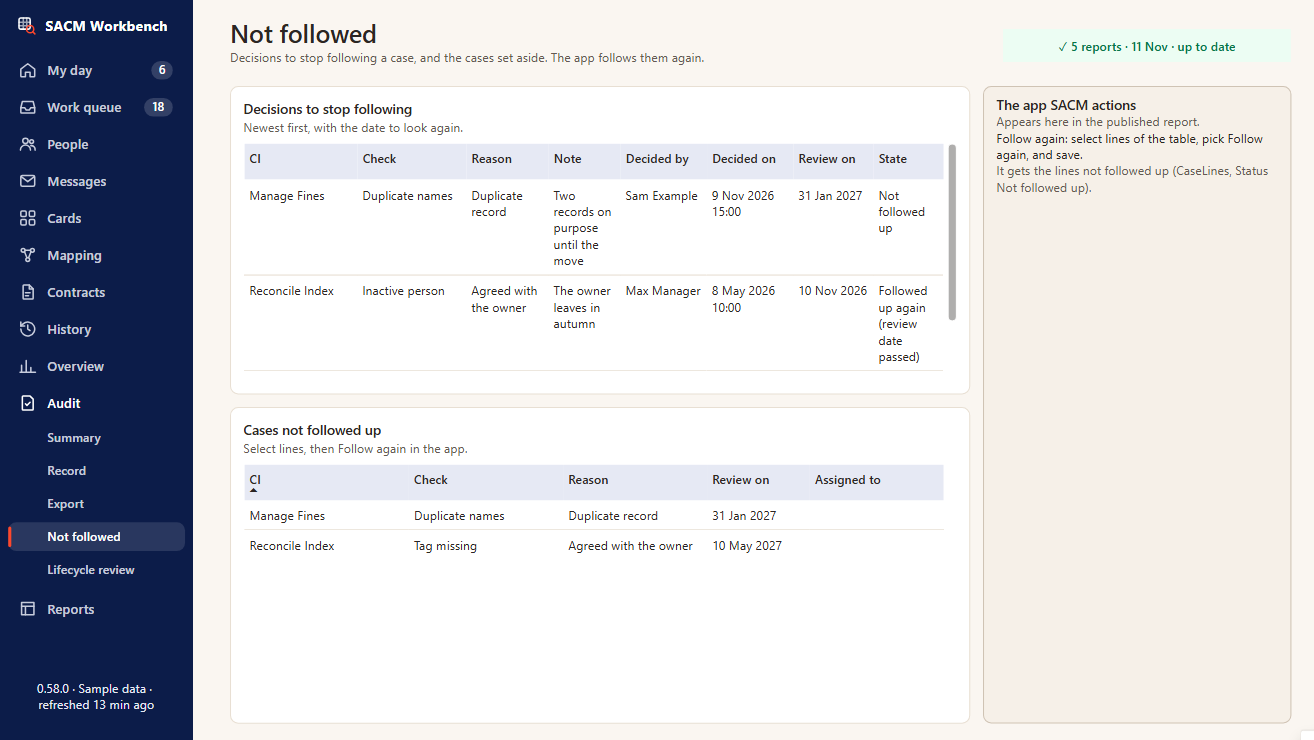 SACM Workbench
My day 6
Work queue 18
People
Messages
Cards
Mapping
Contracts
History
Overview
Audit
Summary
Record
Export
Not followed
Lifecycle review
Reports
0.58.0 · Sample data ·
refreshed 13 min ago
Not followed
Decisions to stop following a case, and the cases set aside. The app follows them again.
✓ 5 reports · 11 Nov · up to date
Decisions to stop following
Newest first, with the date to look again.
CI Check Reason Note Decided by Decided on Review on State
Manage Fines Duplicate names Duplicate Two Sam Example 9 Nov 2026 31 Jan 2027 Not
record records on 15:00 followed
purpose up
until the
move
Reconcile Index Inactive person Agreed with The owner Max Manager 8 May 2026 10 Nov 2026 Followed
the owner leaves in 10:00 up again
autumn (review
date
passed)
Cases not followed up
Select lines, then Follow again in the app.
CI Check Reason Review on Assigned to
Manage Fines Duplicate names Duplicate record 31 Jan 2027
Reconcile Index Tag missing Agreed with the owner 10 May 2027
The app SACM actions
Appears here in the published report.
Follow again: select lines of the table, pick Follow
again, and save.
It gets the lines not followed up (CaseLines, Status
Not followed up).